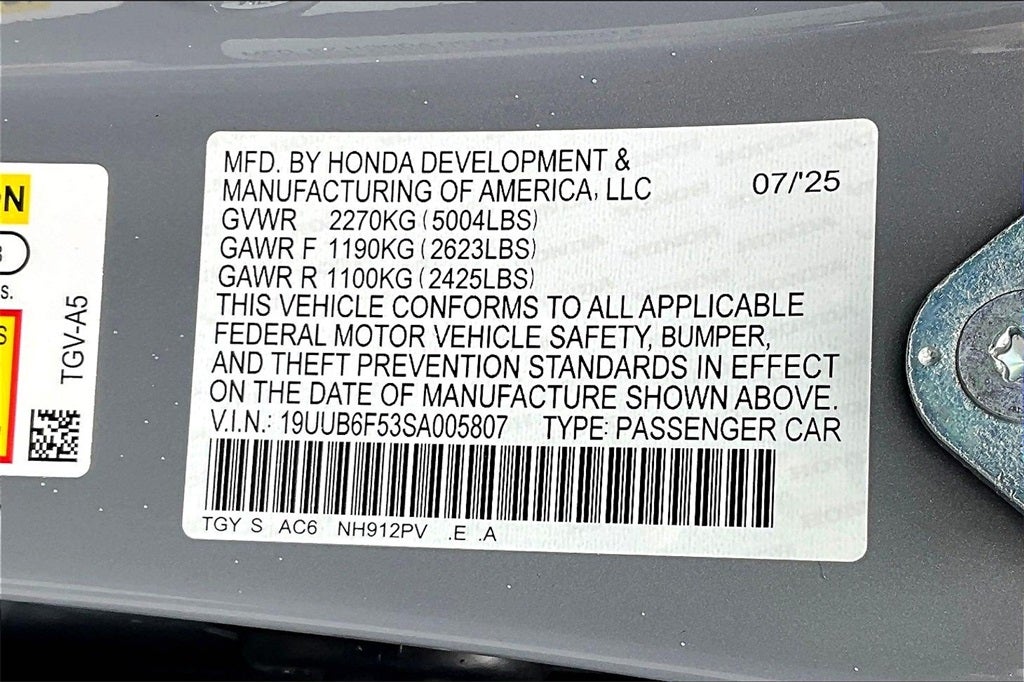 MFD. BY HONDA DEVELOPMENT &
MANUFACTURING OF AMERICA, LLC 07/'25
GVWR 2270KG (5004LBS)
GAWR F 1190KG (2623LBS)
GAWR R 1100KG (2425LBS)
THIS VEHICLE CONFORMS TO ALL APPLICABLE
FEDERAL MOTOR VEHICLE SAFETY, BUMPER,
AND THEFT PREVENTION STANDARDS IN EFFECT
ON THE DATE OF MANUFACTURE SHOWN ABOVE.
V.I.N.: 19UUB6F53SA005807 TYPE: PASSENGER CAR
TGY S AC6 NH912PV .E .A
TGV-A5